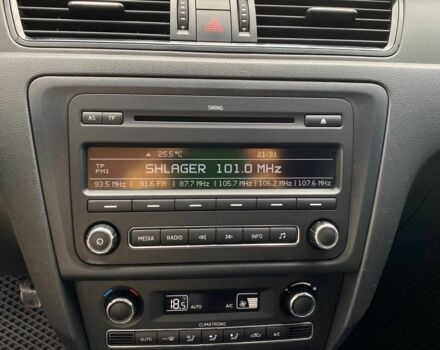 SWING
AS TP
25.5 °C 21:31
TP
FM1
SHLAGER 101.0 MHz
93.5 MHz | 91.6 FM | 87.7 MHz | 105.7 MHz | 106.2 MHz | 107.6 MHz
MEDIA RADIO INFO
18.5 AUTO A/C
CLIMATRONIC
AUTO A/C